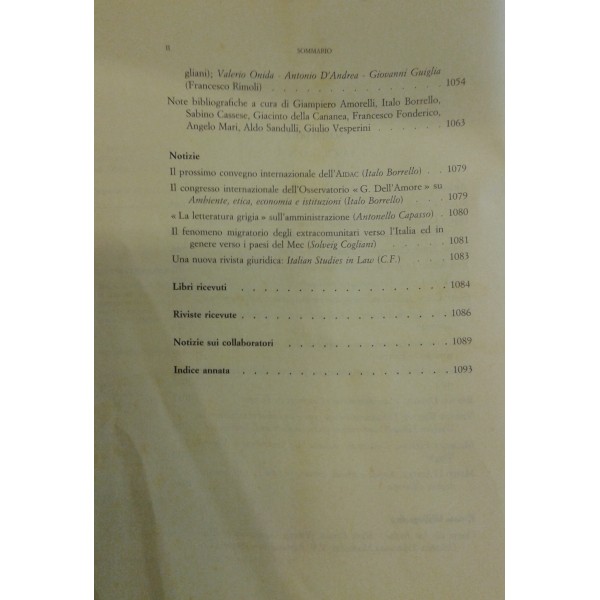 II SOMMARIO
gliani); Valerio Onida - Antonio D'Andrea - Giovanni Guiglia
(Francesco Rimoli) . . . . . . . . . . . . . . 1054
Note bibliografiche a cura di Giampiero Amorelli, Italo Borrello,
Sabino Cassese, Giacinto della Cananea, Francesco Fonderico,
Angelo Mari, Aldo Sandulli, Giulio Vesperini . . . . . . 1063
Notizie
Il prossimo convegno internazionale dell'AMAC (Italo Borrello) . . 1079
Il congresso internazionale dell'Osservatorio « G. Dell'Amore » su
Ambiente, etica, economia e istituzioni (Italo Borrello) . . . 1079
« La letteratura grigia » sull'amministrazione (Antonello Capasso) . 1080
Il fenomeno migratorio degli extracomunitari verso l'Italia ed in
genere verso i paesi del Mec (Solveig Cogliani) . . . . . 1081
Una nuova rivista giuridica: Italian Studies in Law (C.F.) . . . 1083
Libri ricevuti . . . . . . . . . . . . . . . . 1084
Riviste ricevute . . . . . . . . . . . . . . . 1086
Notizie sui collaboratori . . . . . . . . . . . . 1089
Indice annata . . . . . . . . . . . . . . . . 1093